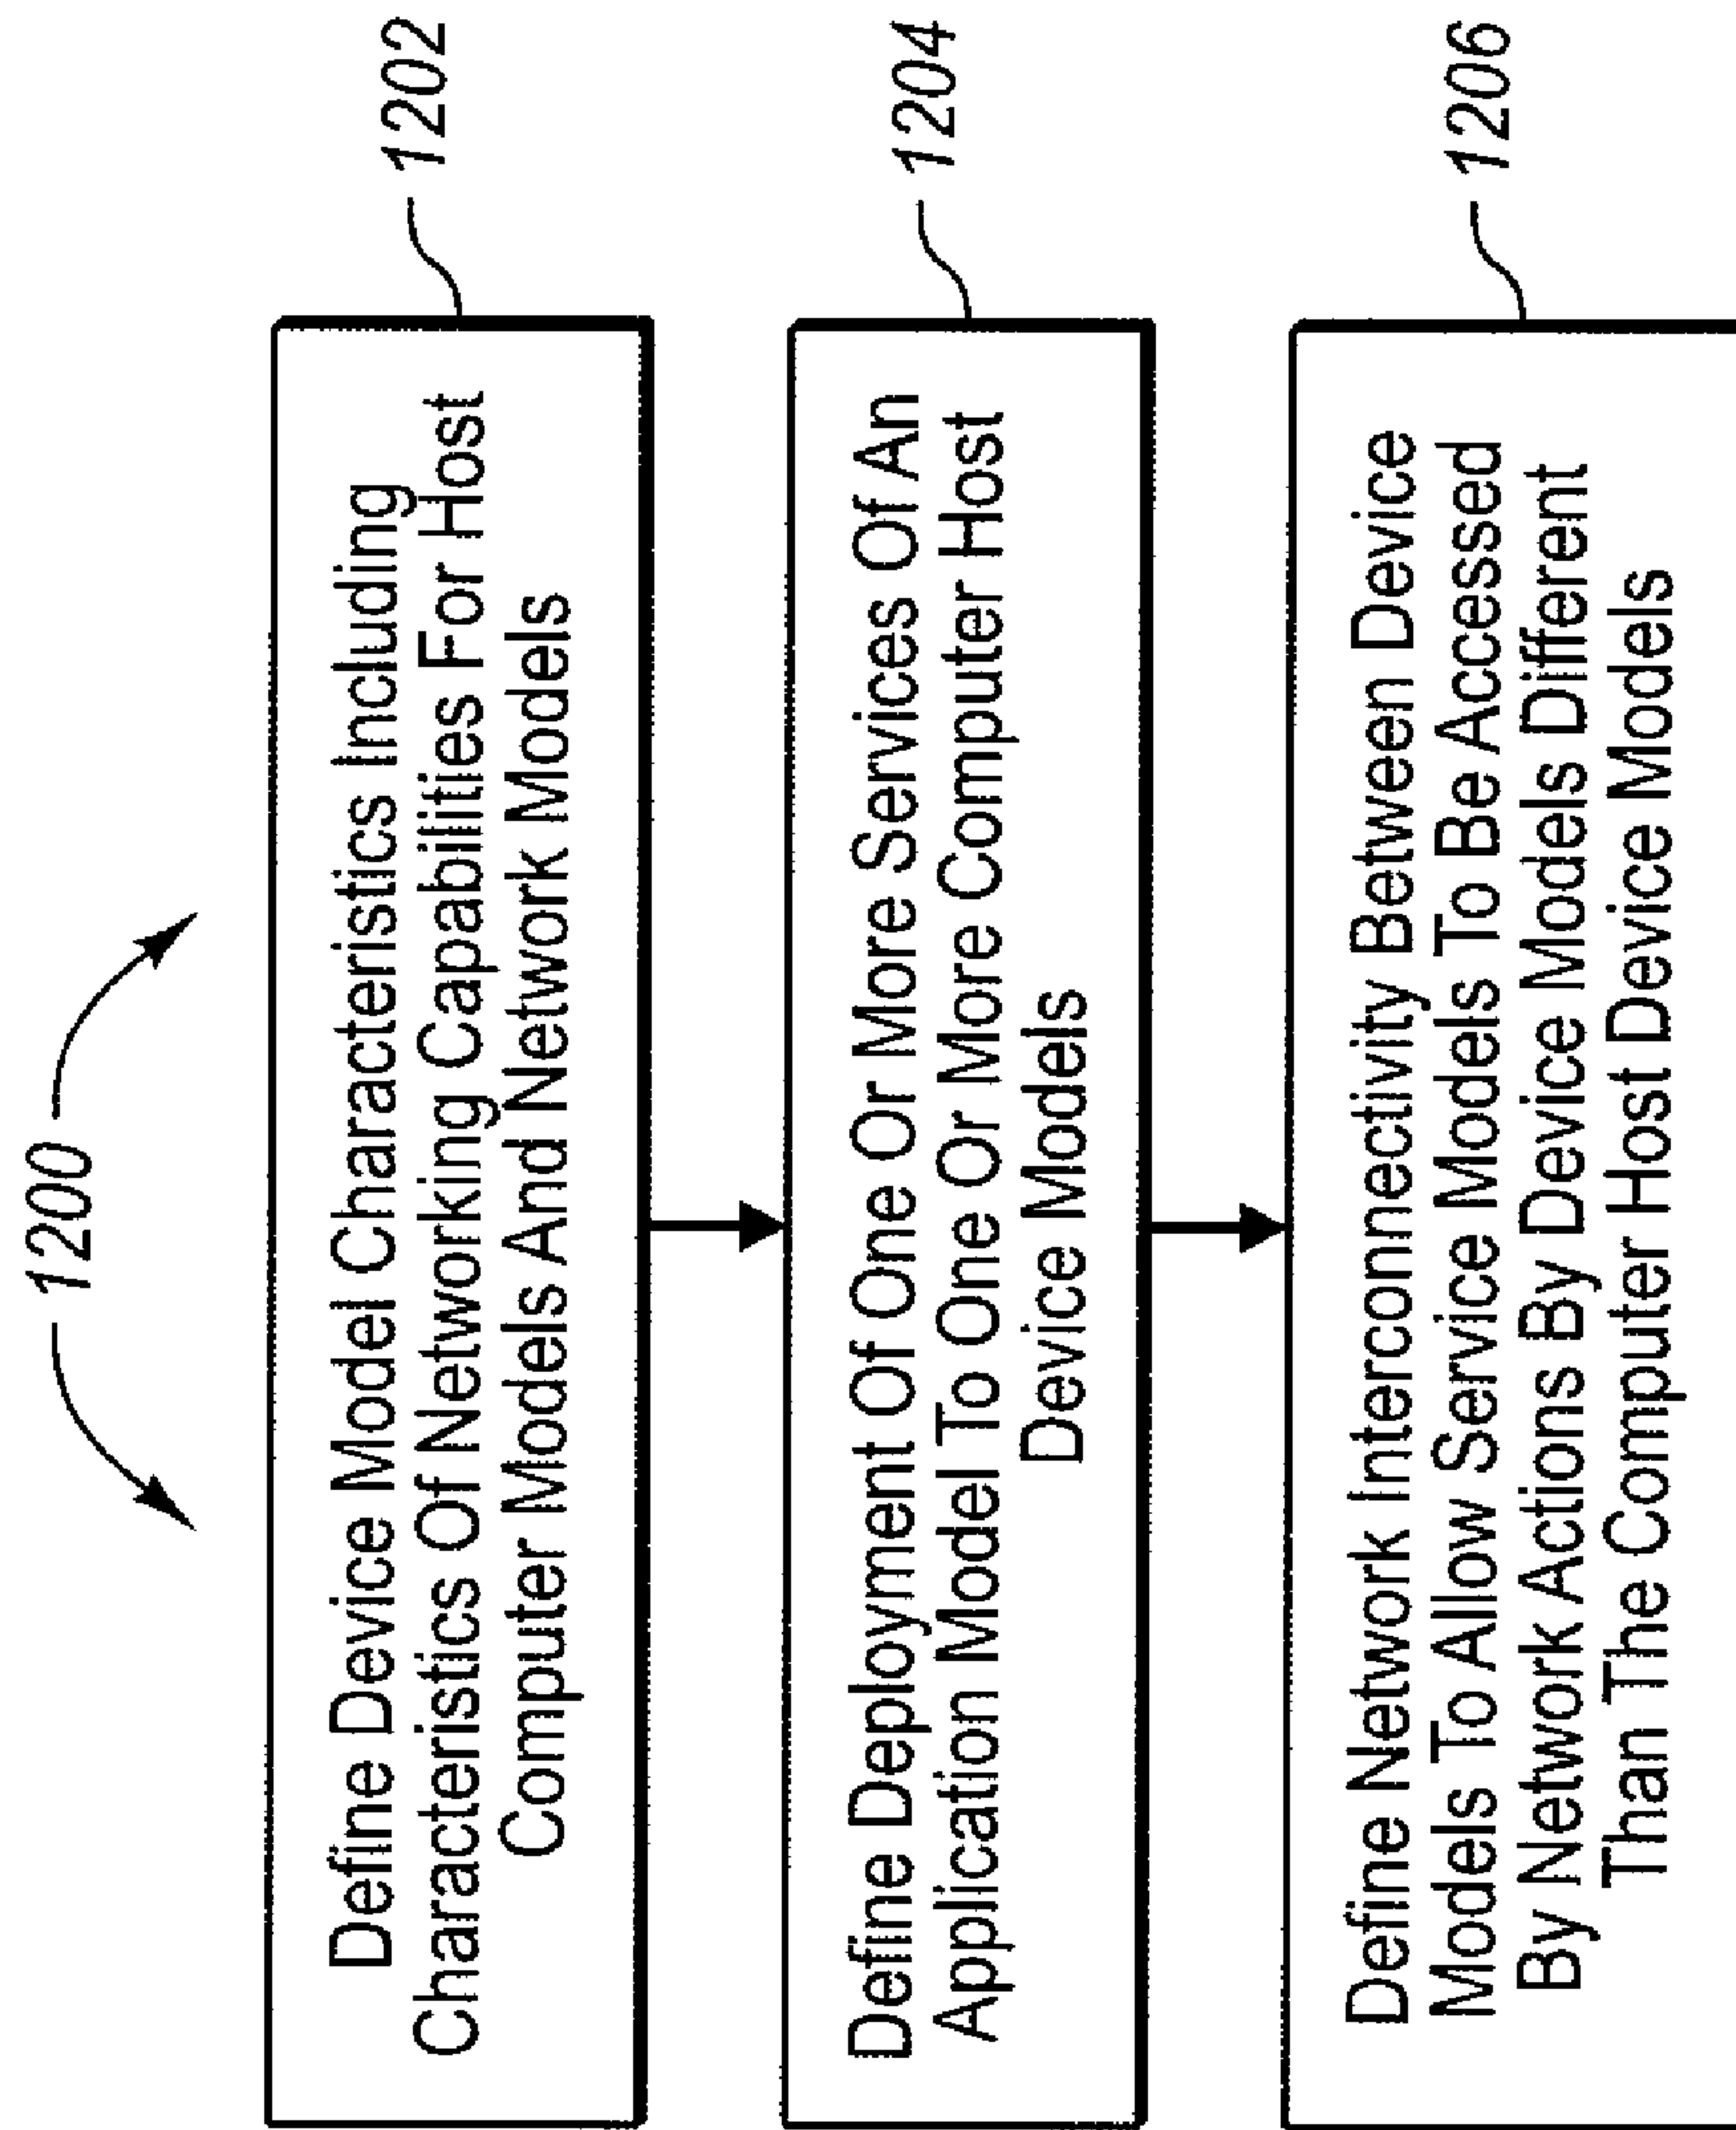 1200
Define Device Model Characteristics Including
Characteristics Of Networking Capabilities For Host
Computer Models And Network Models
1202
Define Deployment Of One Or More Services Of An
Application Model To One Or More Computer Host
Device Models
1204
Define Network Interconnectivity Between Device
Models To Allow Service Models To Be Accessed
By Network Actions By Device Models Different
Than The Computer Host Device Models
1206